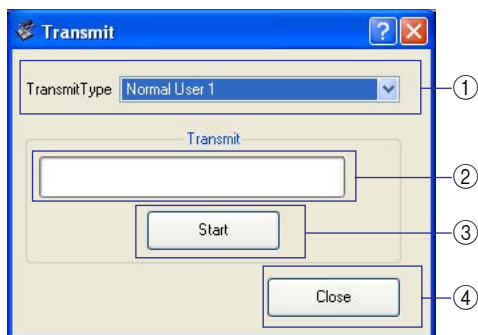 Transmit
TransmitType Normal User 1 ①
Transmit
②
Start ③
Close ④